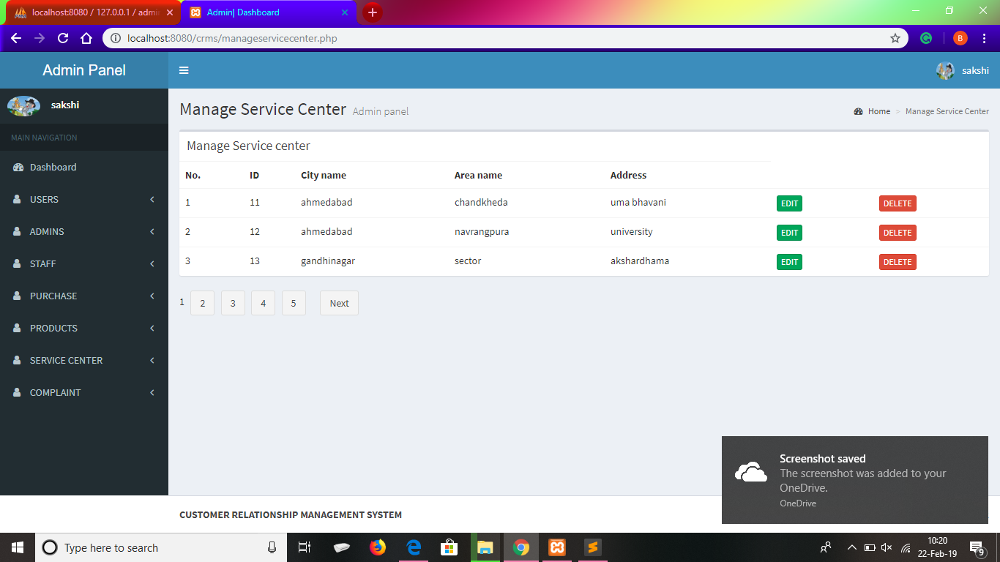 localhost:8080 / 127.0.0.1 / admi
Admin| Dashboard
localhost:8080/crms/manageservicecenter.php
B
Admin Panel
sakshi
sakshi
Manage Service Center Admin panel
Home > Manage Service Center
MAIN NAVIGATION
Dashboard
USERS
ADMINS
STAFF
PURCHASE
PRODUCTS
SERVICE CENTER
COMPLAINT
Manage Service center
No. ID City name Area name Address
1 11 ahmedabad chandkheda uma bhavani EDIT DELETE
2 12 ahmedabad navrangpura university EDIT DELETE
3 13 gandhinagar sector akshardhama EDIT DELETE
1 2 3 4 5 Next
Screenshot saved
The screenshot was added to your
OneDrive.
OneDrive
CUSTOMER RELATIONSHIP MANAGEMENT SYSTEM
Type here to search
10:20
22-Feb-19
9